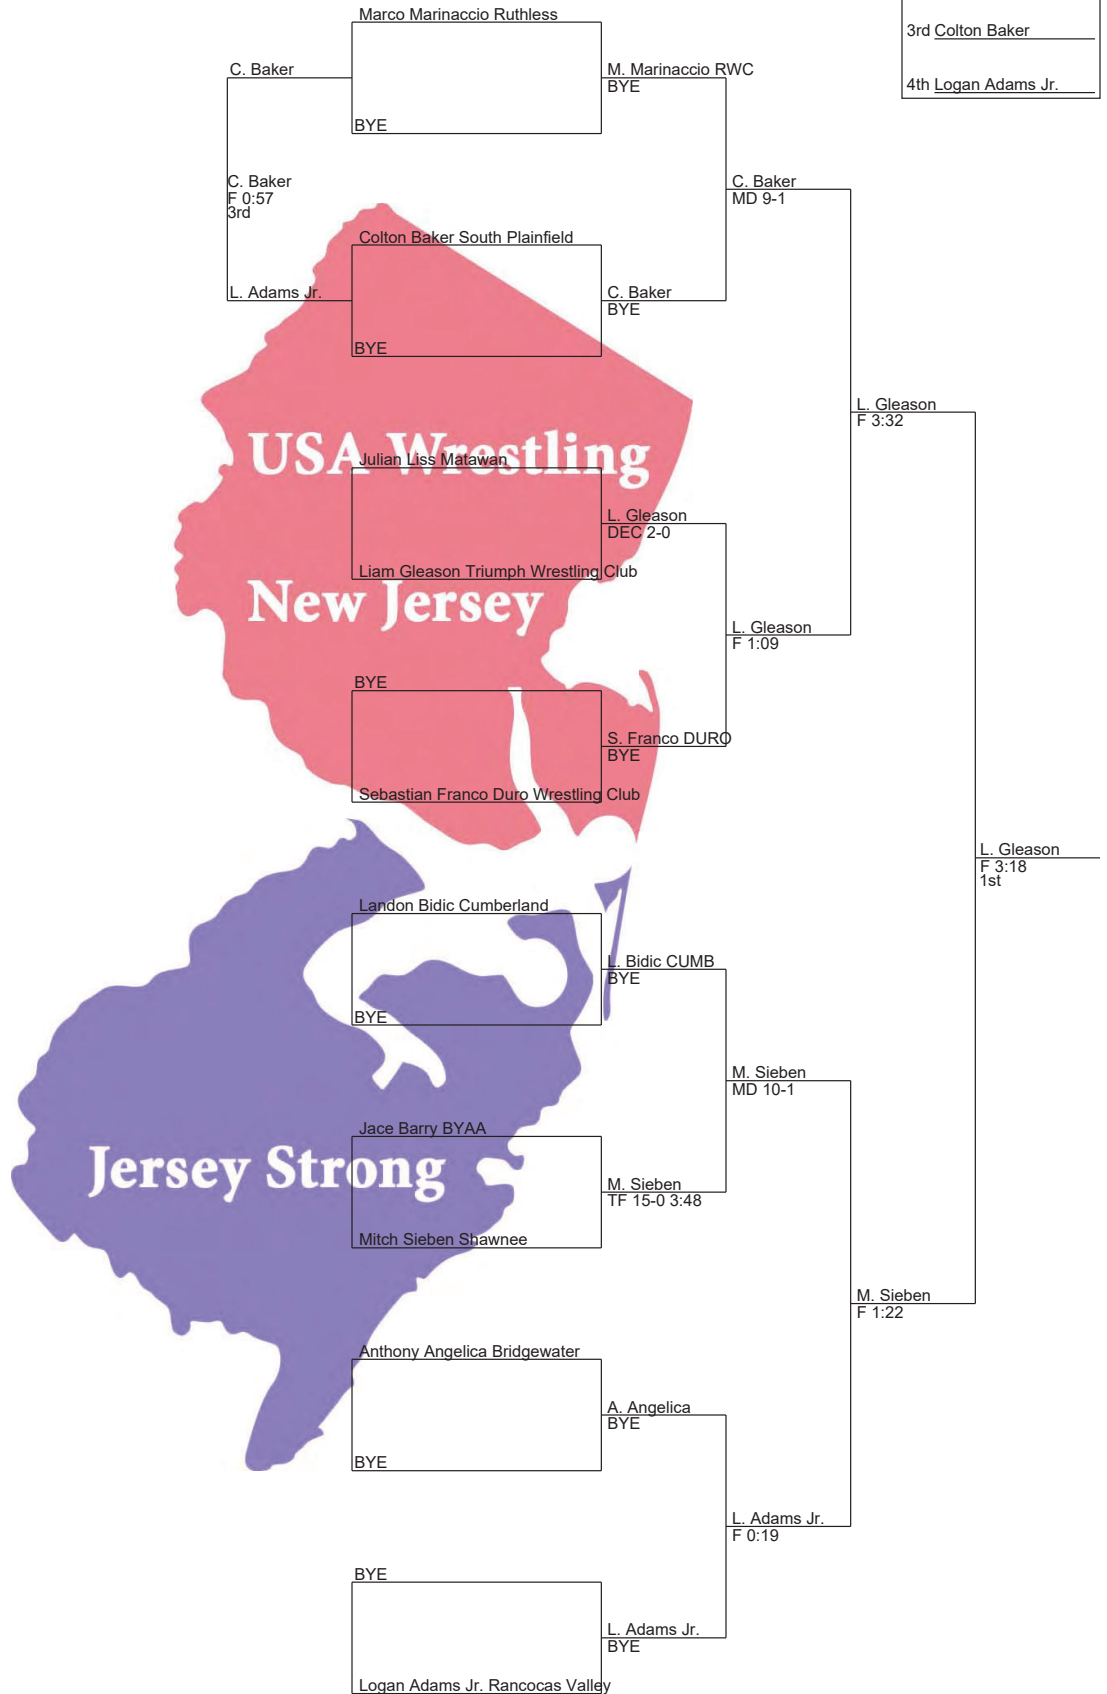 Marco Marinaccio Ruthless
3rd Colton Baker
C. Baker
M. Marinaccio RWC
BYE
4th Logan Adams Jr.
BYE
C. Baker
F 0:57
3rd
C. Baker
MD 9-1
Colton Baker South Plainfield
L. Adams Jr.
C. Baker
BYE
BYE
L. Gleason
F 3:32
USA Wrestling
Julian Liss Matawan
L. Gleason
DEC 2-0
Liam Gleason Triumph Wrestling Club
New Jersey
L. Gleason
F 1:09
BYE
S. Franco DURO
BYE
Sebastian Franco Duro Wrestling Club
L. Gleason
F 3:18
1st
Landon Bidic Cumberland
L. Bidic CUMB
BYE
BYE
M. Sieben
MD 10-1
Jace Barry BYAA
Jersey Strong
M. Sieben
TF 15-0 3:48
Mitch Sieben Shawnee
M. Sieben
F 1:22
Anthony Angelica Bridgewater
A. Angelica
BYE
BYE
L. Adams Jr.
F 0:19
BYE
L. Adams Jr.
BYE
Logan Adams Jr. Rancocas Valley